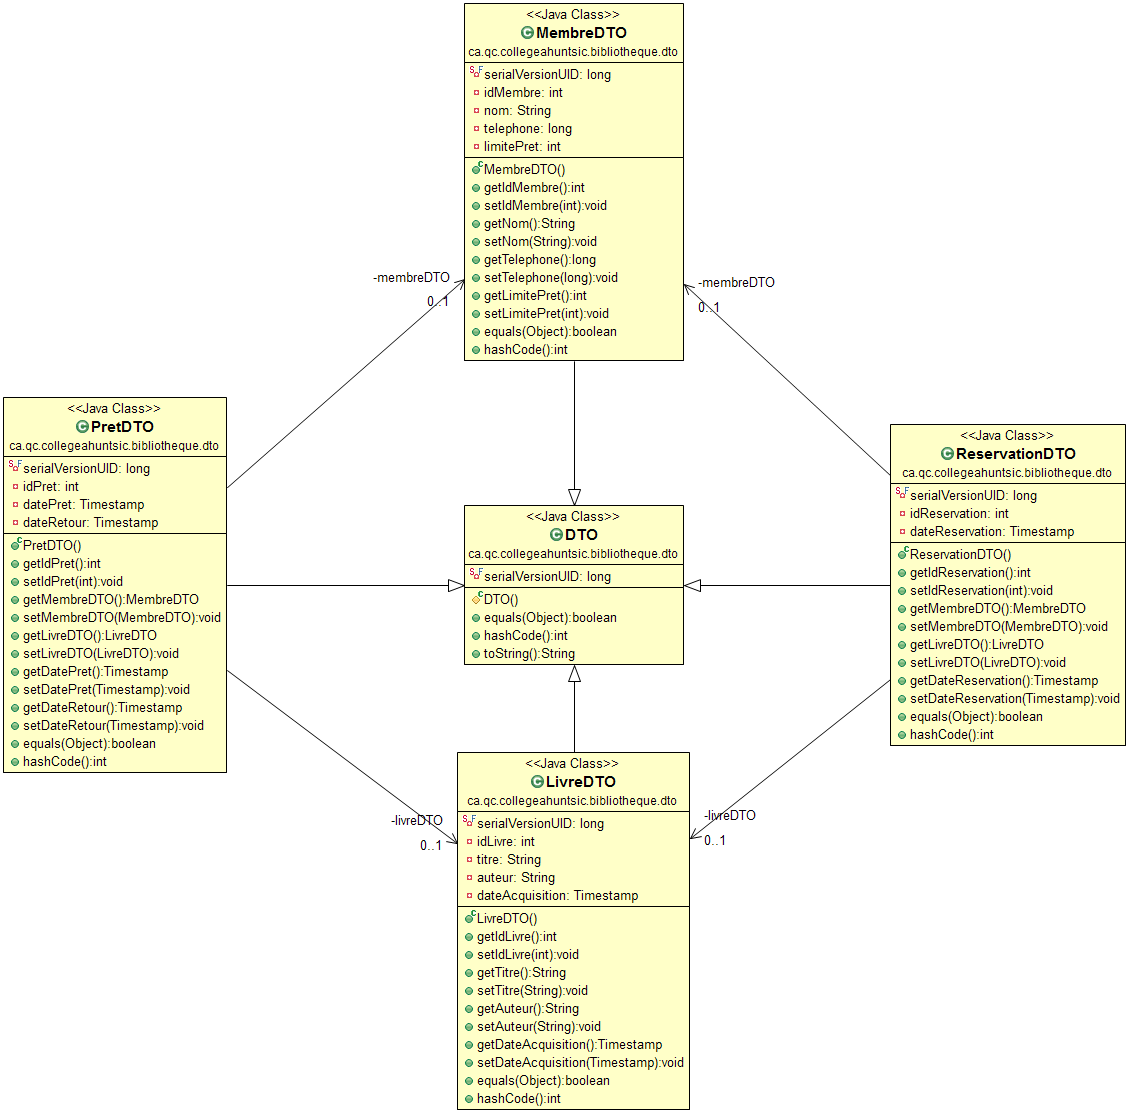 <<Java Class>>
MembreDTO
ca.qc.collegeahuntsic.bibliotheque.dto
serialVersionUID: long
idMembre: int
nom: String
telephone: long
limitePret: int
MembreDTO()
getIdMembre():int
setIdMembre(int):void
getNom():String
setNom(String):void
getTelephone():long
setTelephone(long):void
getLimitePret():int
setLimitePret(int):void
equals(Object):boolean
hashCode():int
-membreDTO
0..1
-membreDTO
0..1
<<Java Class>>
PretDTO
ca.qc.collegeahuntsic.bibliotheque.dto
serialVersionUID: long
idPret: int
datePret: Timestamp
dateRetour: Timestamp
PretDTO()
getIdPret():int
setIdPret(int):void
getMembreDTO():MembreDTO
setMembreDTO(MembreDTO):void
getLivreDTO():LivreDTO
setLivreDTO(LivreDTO):void
getDatePret():Timestamp
setDatePret(Timestamp):void
getDateRetour():Timestamp
setDateRetour(Timestamp):void
equals(Object):boolean
hashCode():int
<<Java Class>>
DTO
ca.qc.collegeahuntsic.bibliotheque.dto
serialVersionUID: long
DTO()
equals(Object):boolean
hashCode():int
toString():String
<<Java Class>>
ReservationDTO
ca.qc.collegeahuntsic.bibliotheque.dto
serialVersionUID: long
idReservation: int
dateReservation: Timestamp
ReservationDTO()
getIdReservation():int
setIdReservation(int):void
getMembreDTO():MembreDTO
setMembreDTO(MembreDTO):void
getLivreDTO():LivreDTO
setLivreDTO(LivreDTO):void
getDateReservation():Timestamp
setDateReservation(Timestamp):void
equals(Object):boolean
hashCode():int
-livreDTO
0..1
-livreDTO
0..1
<<Java Class>>
LivreDTO
ca.qc.collegeahuntsic.bibliotheque.dto
serialVersionUID: long
idLivre: int
titre: String
auteur: String
dateAcquisition: Timestamp
LivreDTO()
getIdLivre():int
setIdLivre(int):void
getTitre():String
setTitre(String):void
getAuteur():String
setAuteur(String):void
getDateAcquisition():Timestamp
setDateAcquisition(Timestamp):void
equals(Object):boolean
hashCode():int